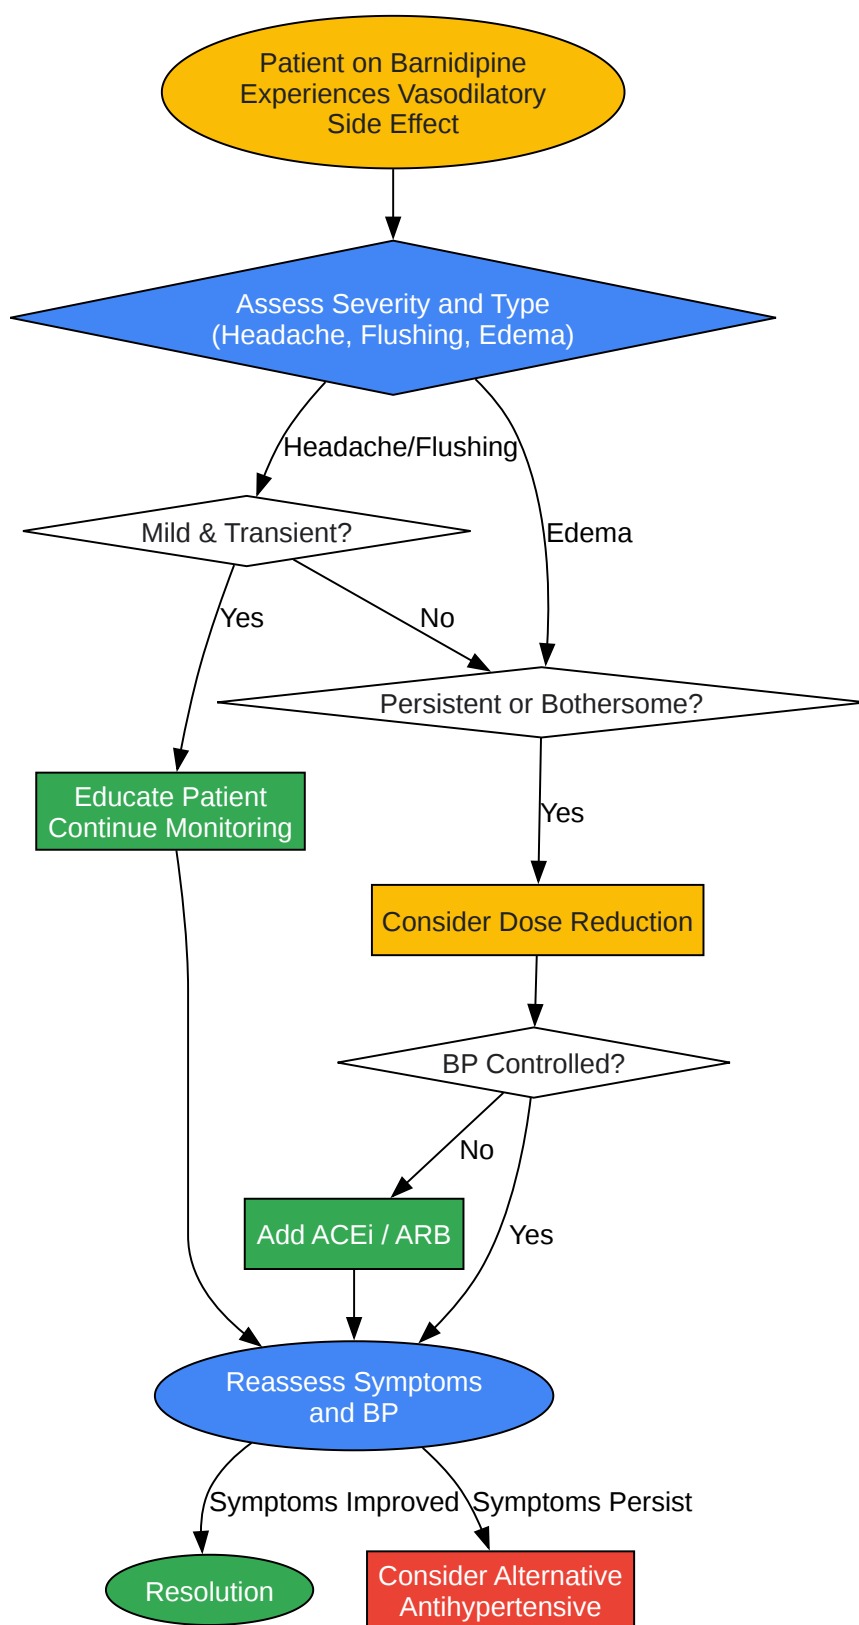 Patient on Barnidipine
Experiences Vasodilatory
Side Effect
Assess Severity and Type
(Headache, Flushing, Edema)
Headache/Flushing
Mild & Transient?
Edema
Yes
No
Persistent or Bothersome?
Educate Patient
Continue Monitoring
Yes
Consider Dose Reduction
BP Controlled?
No
Add ACEi / ARB
Yes
Reassess Symptoms
and BP
Symptoms Improved
Symptoms Persist
Resolution
Consider Alternative
Antihypertensive